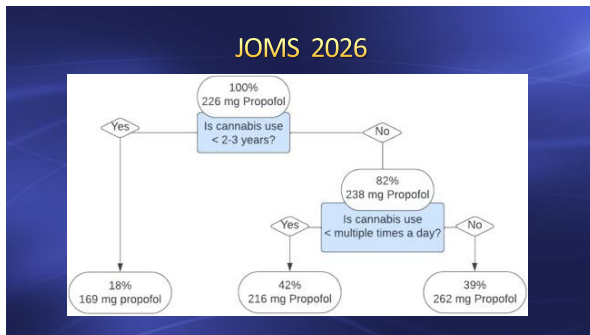 JOMS 2026
100%
226 mg Propofol
Is cannabis use
< 2-3 years?
Yes
No
82%
238 mg Propofol
Is cannabis use
< multiple times a day?
Yes
No
18%
169 mg propofol
42%
216 mg Propofol
39%
262 mg Propofol